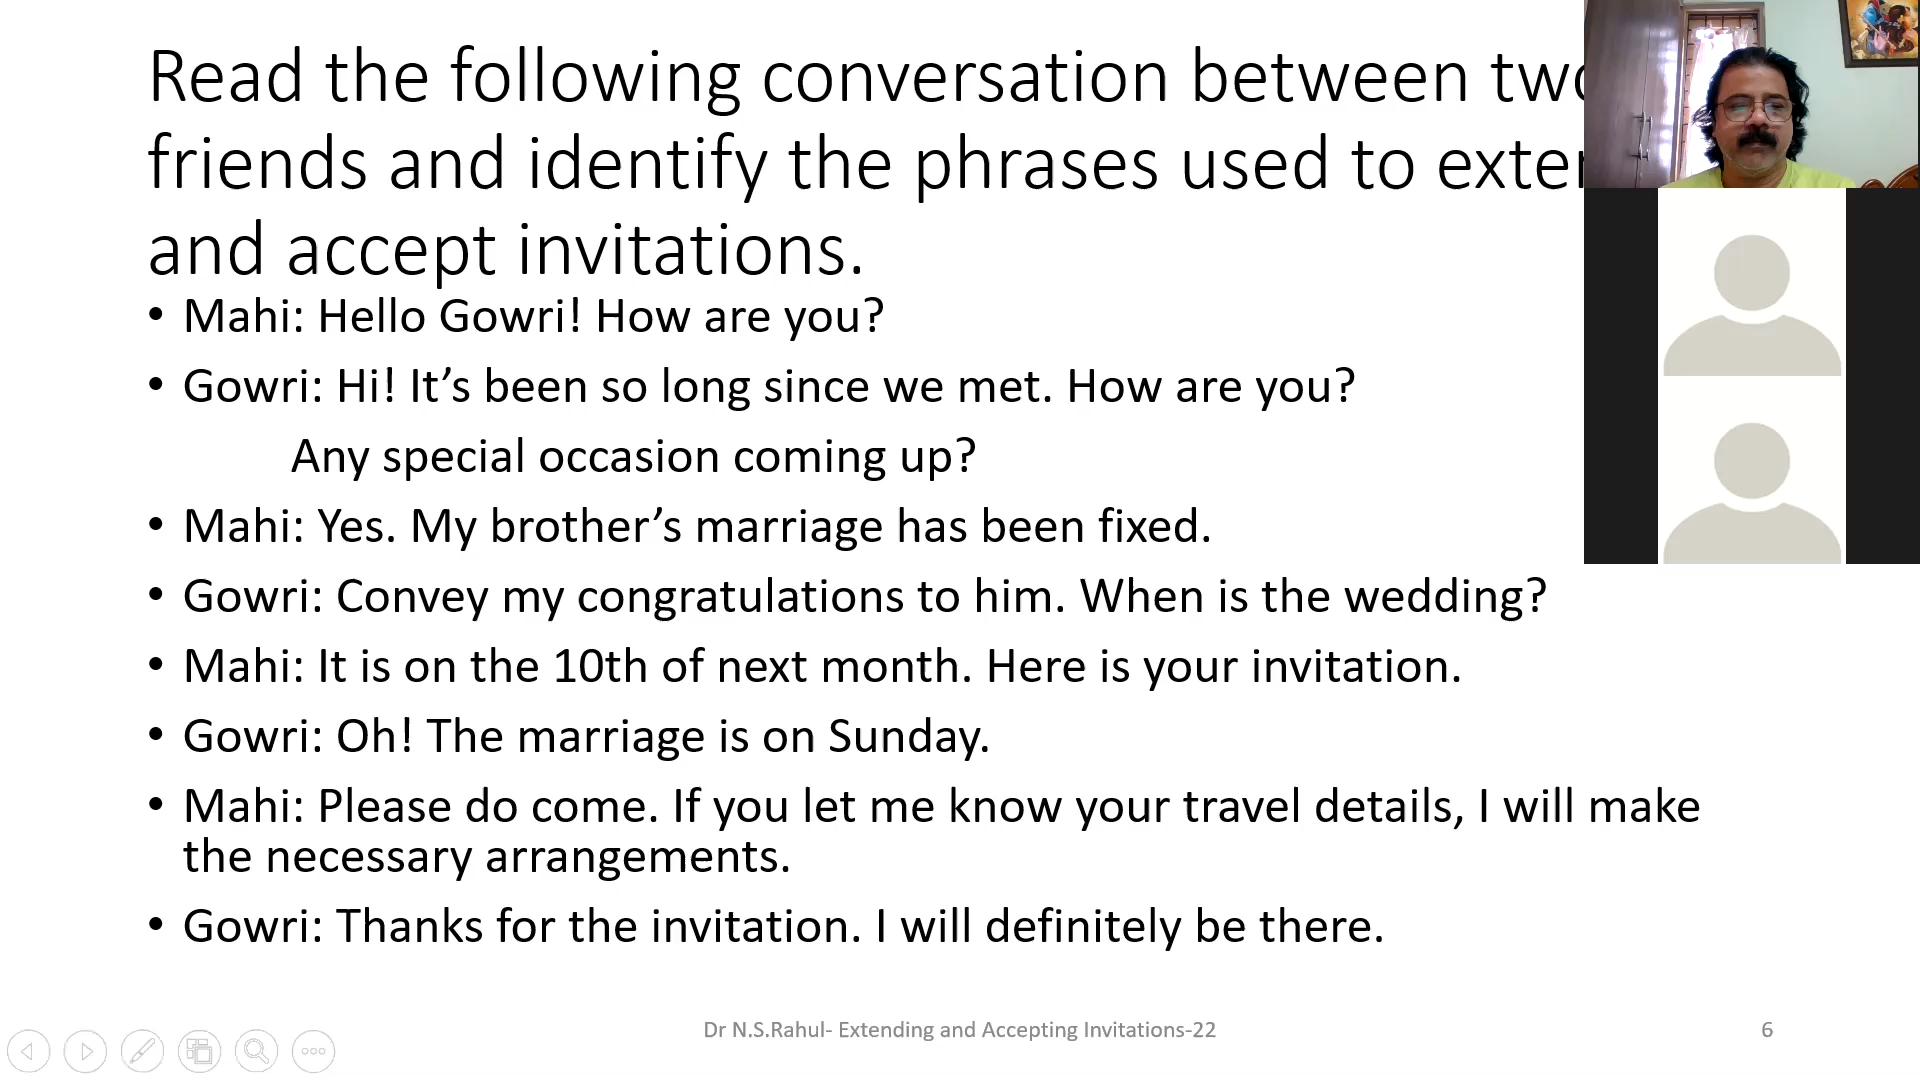 Read the following conversation between two
friends and identify the phrases used to exten
and accept invitations.
• Mahi: Hello Gowri! How are you?
• Gowri: Hi! It’s been so long since we met. How are you?
Any special occasion coming up?
• Mahi: Yes. My brother’s marriage has been fixed.
• Gowri: Convey my congratulations to him. When is the wedding?
• Mahi: It is on the 10th of next month. Here is your invitation.
• Gowri: Oh! The marriage is on Sunday.
• Mahi: Please do come. If you let me know your travel details, I will make
the necessary arrangements.
• Gowri: Thanks for the invitation. I will definitely be there.
Dr N.S.Rahul- Extending and Accepting Invitations-22
6